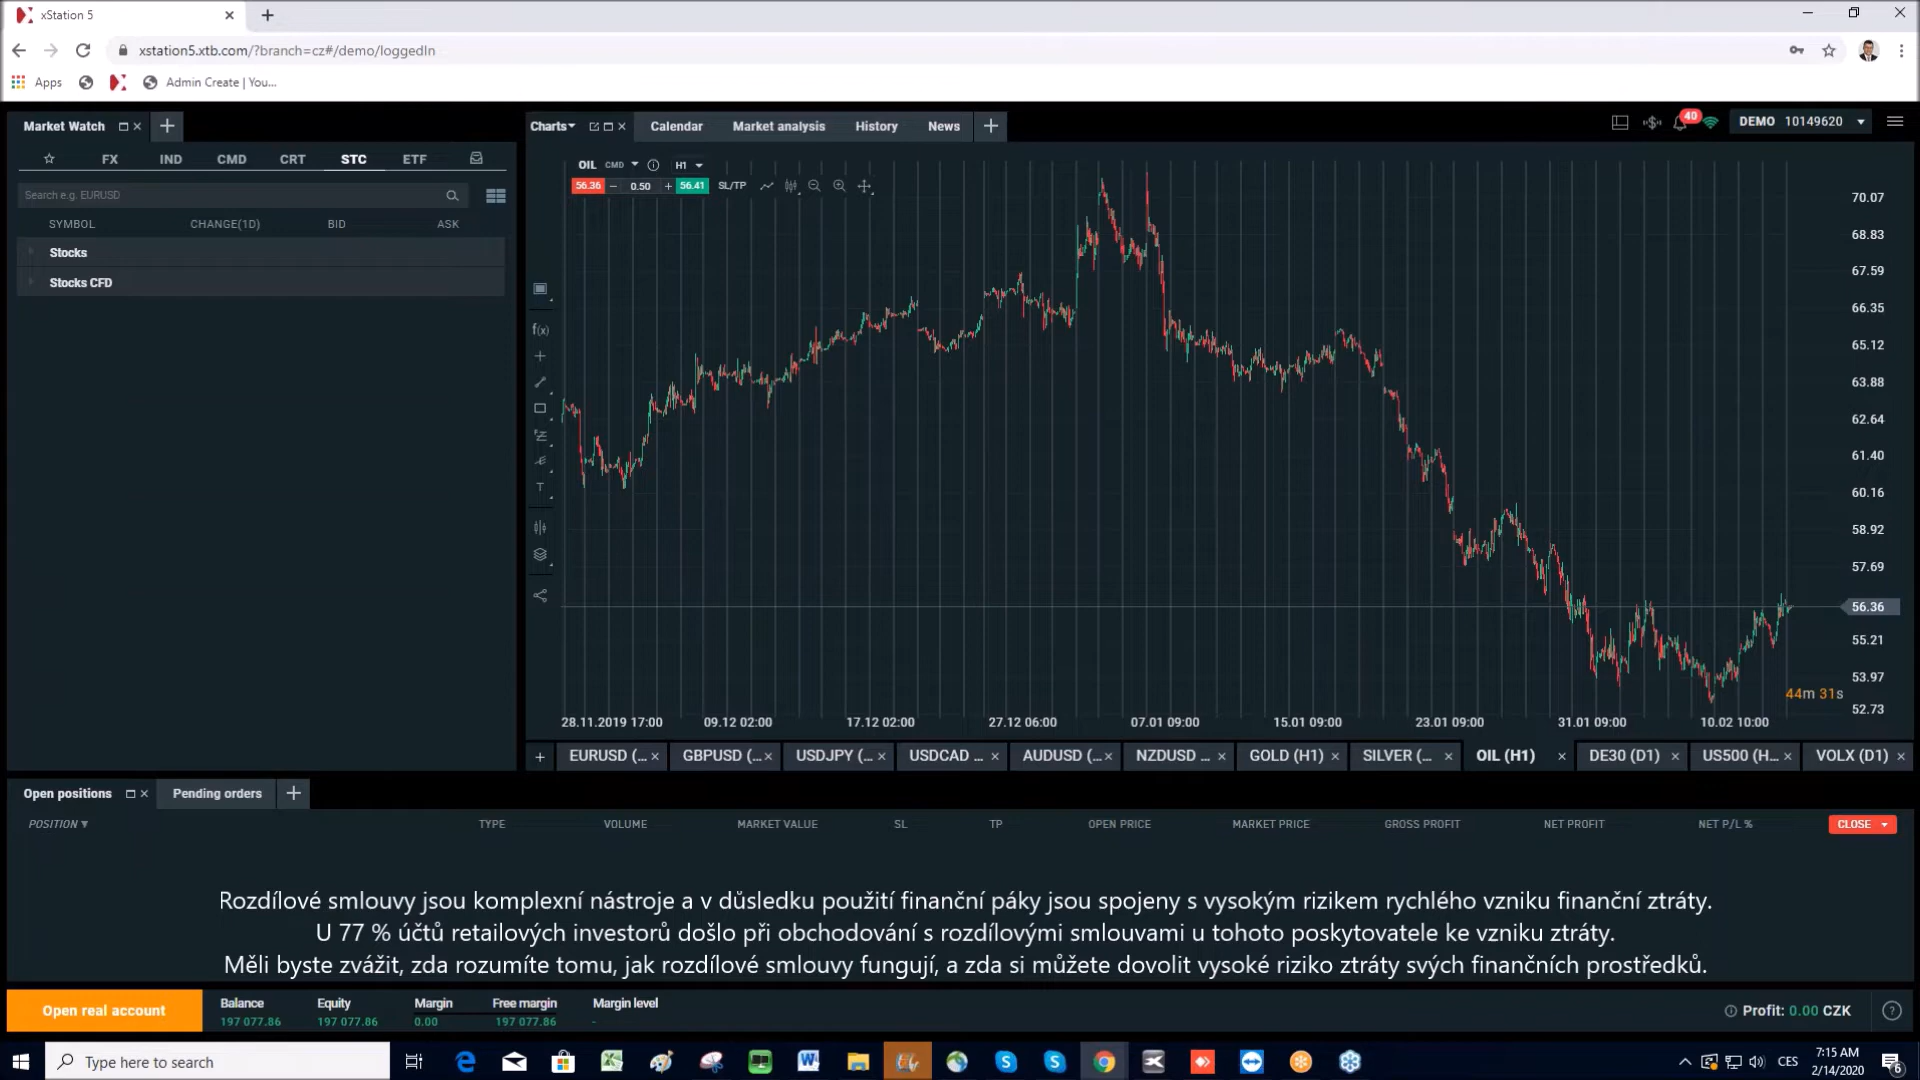 xStation 5
xstation5.xtb.com/?branch=cz#/demo/loggedIn
Apps
Admin Create | You...
Market Watch
FX IND CMD CRT STC ETF
Search e.g. EURUSD
SYMBOL CHANGE(1D) BID ASK
Stocks
Stocks CFD
Charts Calendar Market analysis History News
40
DEMO 10149620
OIL CMD H1
56.36 0.50 56.41 SL/TP
f(x)
T
70.07
68.83
67.59
66.35
65.12
63.88
62.64
61.40
60.16
58.92
57.69
56.36
55.21
53.97
44m 31s
52.73
28.11.2019 17:00 09.12 02:00 17.12 02:00 27.12 06:00 07.01 09:00 15.01 09:00 23.01 09:00 31.01 09:00 10.02 10:00
EURUSD (... GBPUSD (... USDJPY (... USDCAD ... AUDUSD (... NZDUSD ... GOLD (H1) SILVER (... OIL (H1) DE30 (D1) US500 (H... VOLX (D1)
Open positions Pending orders
POSITION TYPE VOLUME MARKET VALUE SL TP OPEN PRICE MARKET PRICE GROSS PROFIT NET PROFIT NET P/L % CLOSE
Rozdílové smlouvy jsou komplexní nástroje a v důsledku použití finanční páky jsou spojeny s vysokým rizikem rychlého vzniku finanční ztráty.
U 77 % účtů retailových investorů došlo při obchodování s rozdílovými smlouvami u tohoto poskytovatele ke vzniku ztráty.
Měli byste zvážit, zda rozumíte tomu, jak rozdílové smlouvy fungují, a zda si můžete dovolit vysoké riziko ztráty svých finančních prostředků.
Open real account
Balance Equity Margin Free margin Margin level
197 077.86 197 077.86 0.00 197 077.86 -
Profit: 0.00 CZK
Type here to search
CES
7:15 AM
2/14/2020
6